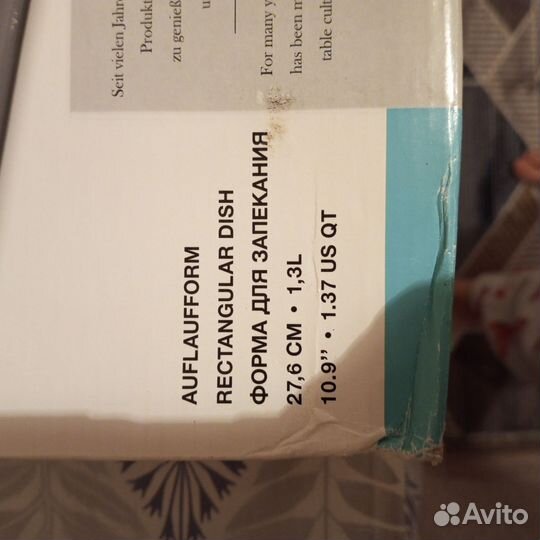 Seit vielen Jahre
Produkt
zu genieß
u
For many y
has been m
table cult
AUFLAUFFORM
RECTANGULAR DISH
ФОРМА ДЛЯ ЗАПЕКАНИЯ
27,6 CM • 1,3L
10.9’’ • 1.37 US QT
Avito